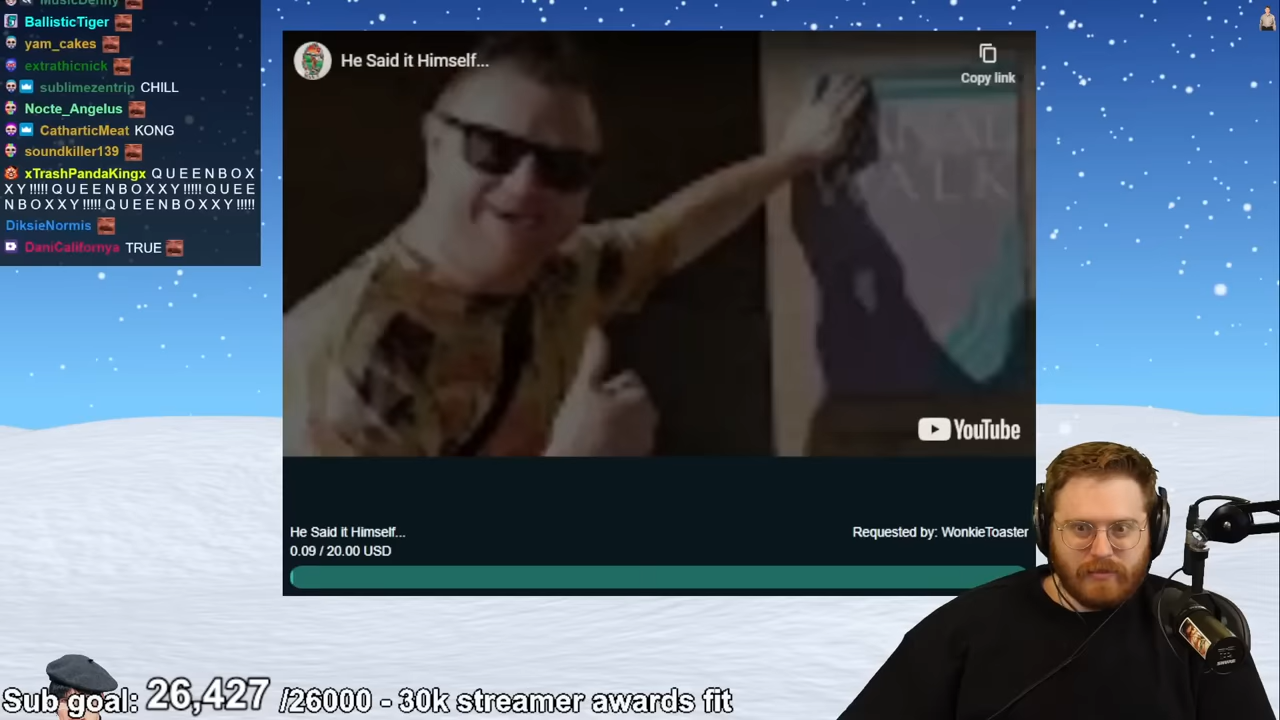 MusicDenny
BallisticTiger
yam_cakes
extrathicnick
sublimezentrip CHILL
Nocte_Angelus
CatharticMeat KONG
soundkiller139
xTrashPandaKingx Q U E E N B O X
X Y !!!!! Q U E E N B O X X Y !!!!! Q U E E
N B O X X Y !!!!! Q U E E N B O X X Y !!!!!
DiksieNormis
DaniCalifornya TRUE
He Said it Himself...
Copy link
WALK
YouTube
He Said it Himself...
Requested by: WonkieToaster
0.09 / 20.00 USD
Sub goal: 26,427 /26000 - 30k streamer awards fit